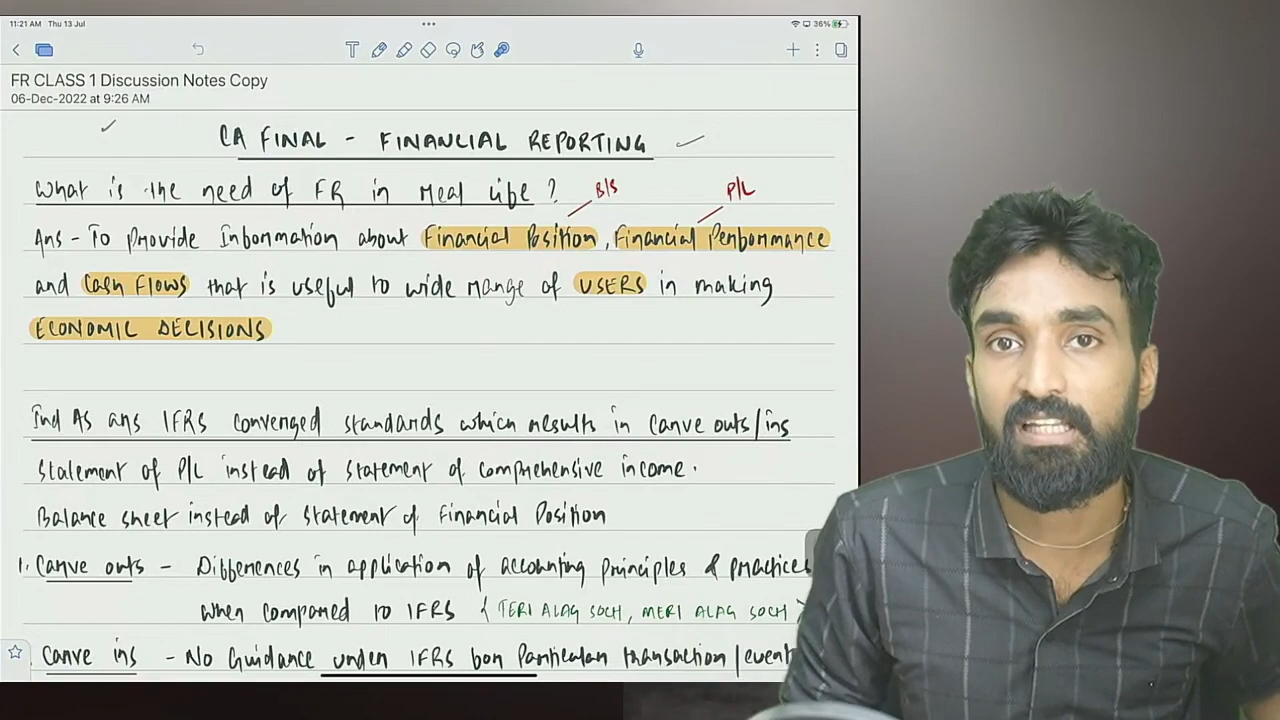 11:21 AM Thu 13 Jul
36%
FR CLASS 1 Discussion Notes Copy
06-Dec-2022 at 9:26 AM
CA FINAL - FINANCIAL REPORTING
What is the need of FR in real life ?
B/S
P/L
Ans - To provide Information about Financial Position, Financial Performance
and Cash Flows that is useful to wide range of USERS in making
ECONOMIC DECISIONS
Ind As ans IFRS converged standards which results in Carve outs/ins
Statement of P/L instead of Statement of comprehensive income.
Balance sheet instead of Statement of Financial Position
1. Carve outs - Differences in application of accounting principles & practices
when compared to IFRS { TERI ALAG SOCH, MERI ALAG SOCH }
Carve ins - No Guidance under IFRS for Particular transaction/event